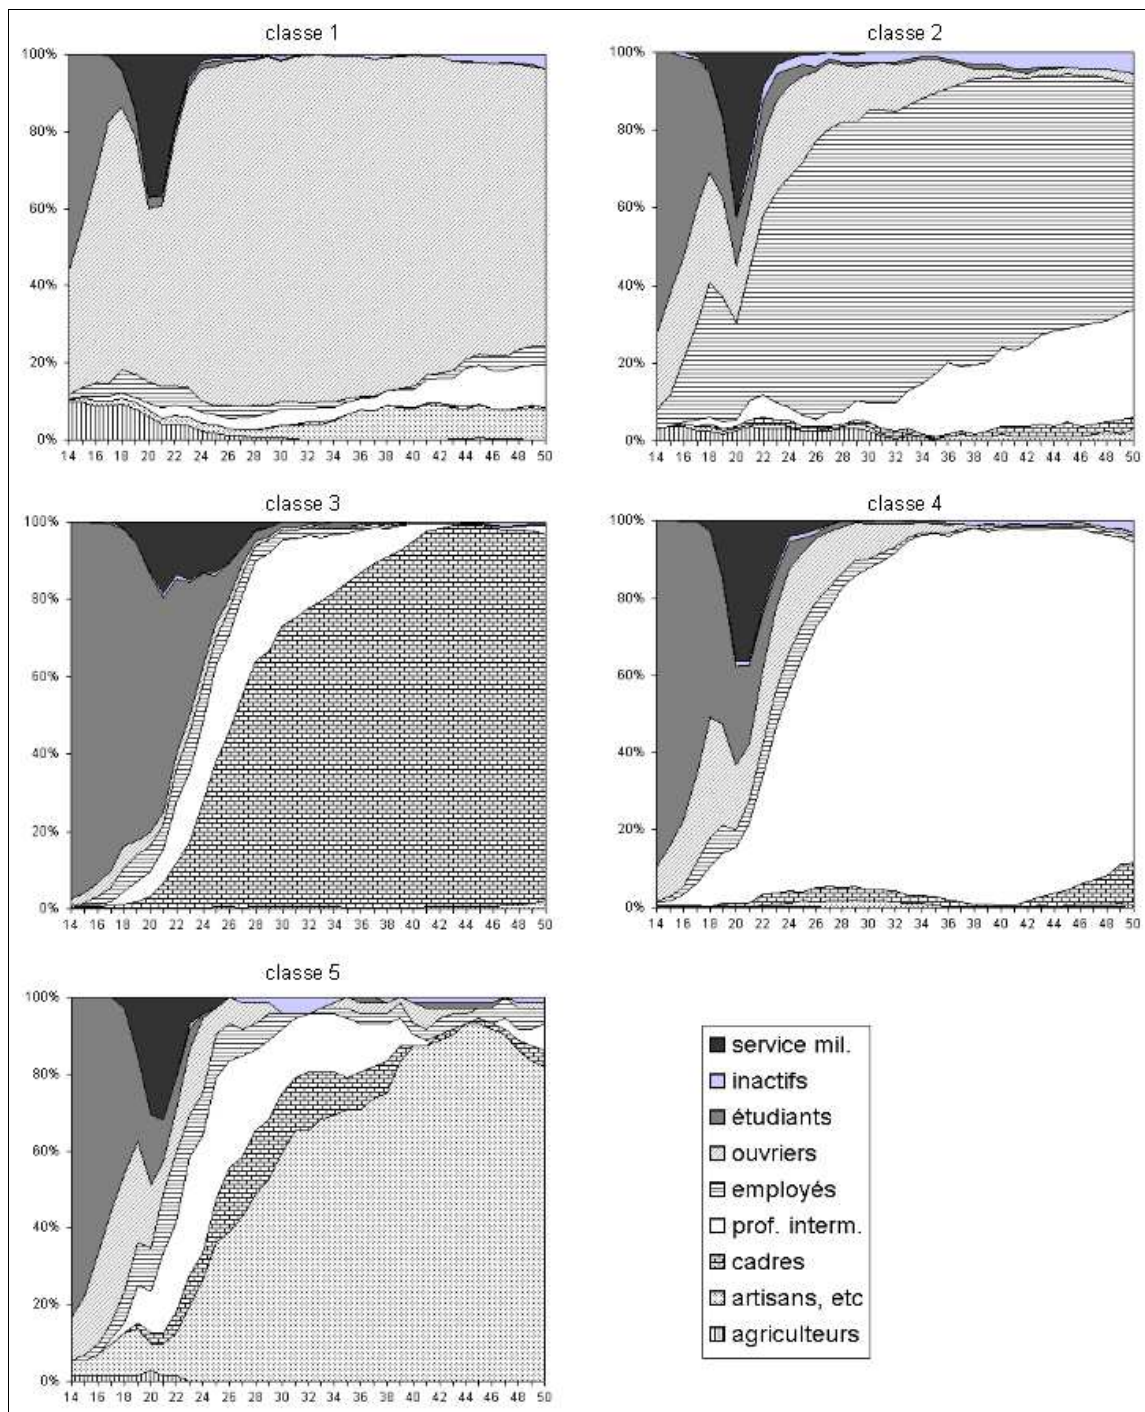 classe 1
100%
80%
60%
40%
20%
0%
14 16 18 20 22 24 26 28 30 32 34 36 38 40 42 44 46 48 50
classe 2
100%
80%
60%
40%
20%
0%
14 16 18 20 22 24 26 28 30 32 34 36 38 40 42 44 46 48 50
classe 3
100%
80%
60%
40%
20%
0%
14 16 18 20 22 24 26 28 30 32 34 36 38 40 42 44 46 48 50
classe 4
100%
80%
60%
40%
20%
0%
14 16 18 20 22 24 26 28 30 32 34 36 38 40 42 44 46 48 50
classe 5
100%
80%
60%
40%
20%
0%
14 16 18 20 22 24 26 28 30 32 34 36 38 40 42 44 46 48 50
service mil.
inactifs
étudiants
ouvriers
employés
prof. interm.
cadres
artisans, etc
agriculteurs